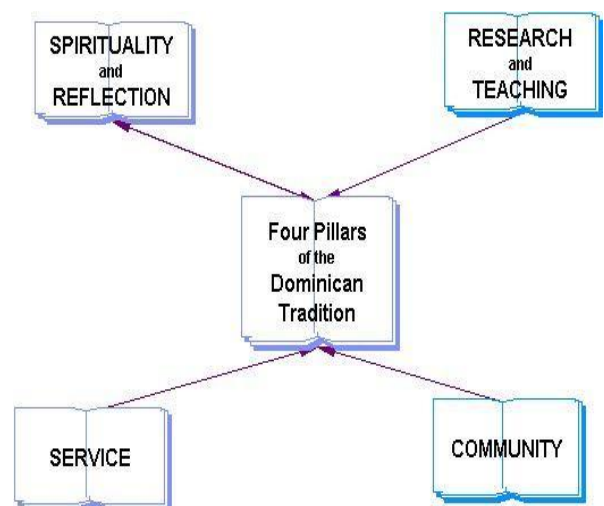 SPIRITUALITY
and
REFLECTION
RESEARCH
and
TEACHING
Four Pillars
of the
Dominican
Tradition
SERVICE
COMMUNITY